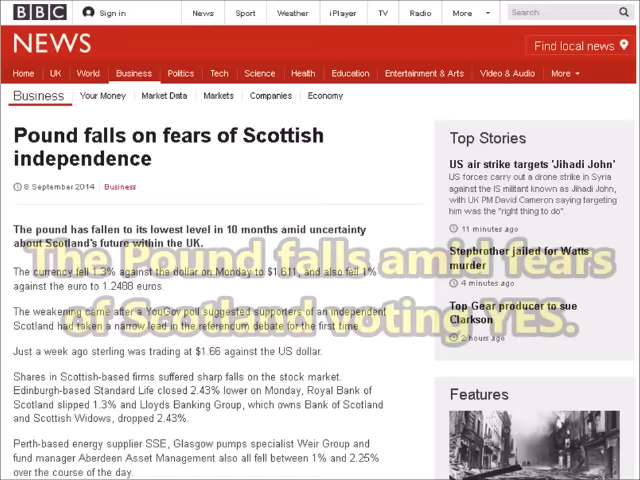 BBC Sign in News Sport Weather iPlayer TV Radio More Search
NEWS
Find local news
Home UK World Business Politics Tech Science Health Education Entertainment & Arts Video & Audio More
Business Your Money Market Data Markets Companies Economy
Pound falls on fears of Scottish
independence
8 September 2014 Business
The pound has fallen to its lowest level in 10 months amid uncertainty
about Scotland's future within the UK.
The currency fell 1.3% against the dollar on Monday to $1.611, and also fell 1%
against the euro to 1.2488 euros.
The weakening came after a YouGov poll suggested supporters of an independent
Scotland had taken a narrow lead in the referendum debate for the first time.
Just a week ago sterling was trading at $1.66 against the US dollar.
Shares in Scottish-based firms suffered sharp falls on the stock market.
Edinburgh-based Standard Life closed 2.43% lower on Monday, Royal Bank of
Scotland slipped 1.3% and Lloyds Banking Group, which owns Bank of Scotland
and Scottish Widows, dropped 2.43%.
Perth-based energy supplier SSE, Glasgow pumps specialist Weir Group and
fund manager Aberdeen Asset Management also all fell between 1% and 2.25%
over the course of the day.
The Pound falls amid fears
of Scotland voting YES.
Top Stories
US air strike targets 'Jihadi John'
US forces carry out a drone strike in Syria
against the IS militant known as Jihadi John,
with UK PM David Cameron saying targeting
him was the "right thing to do".
11 minutes ago
Stepbrother jailed for Watts
murder
4 minutes ago
Top Gear producer to sue
Clarkson
2 hours ago
Features